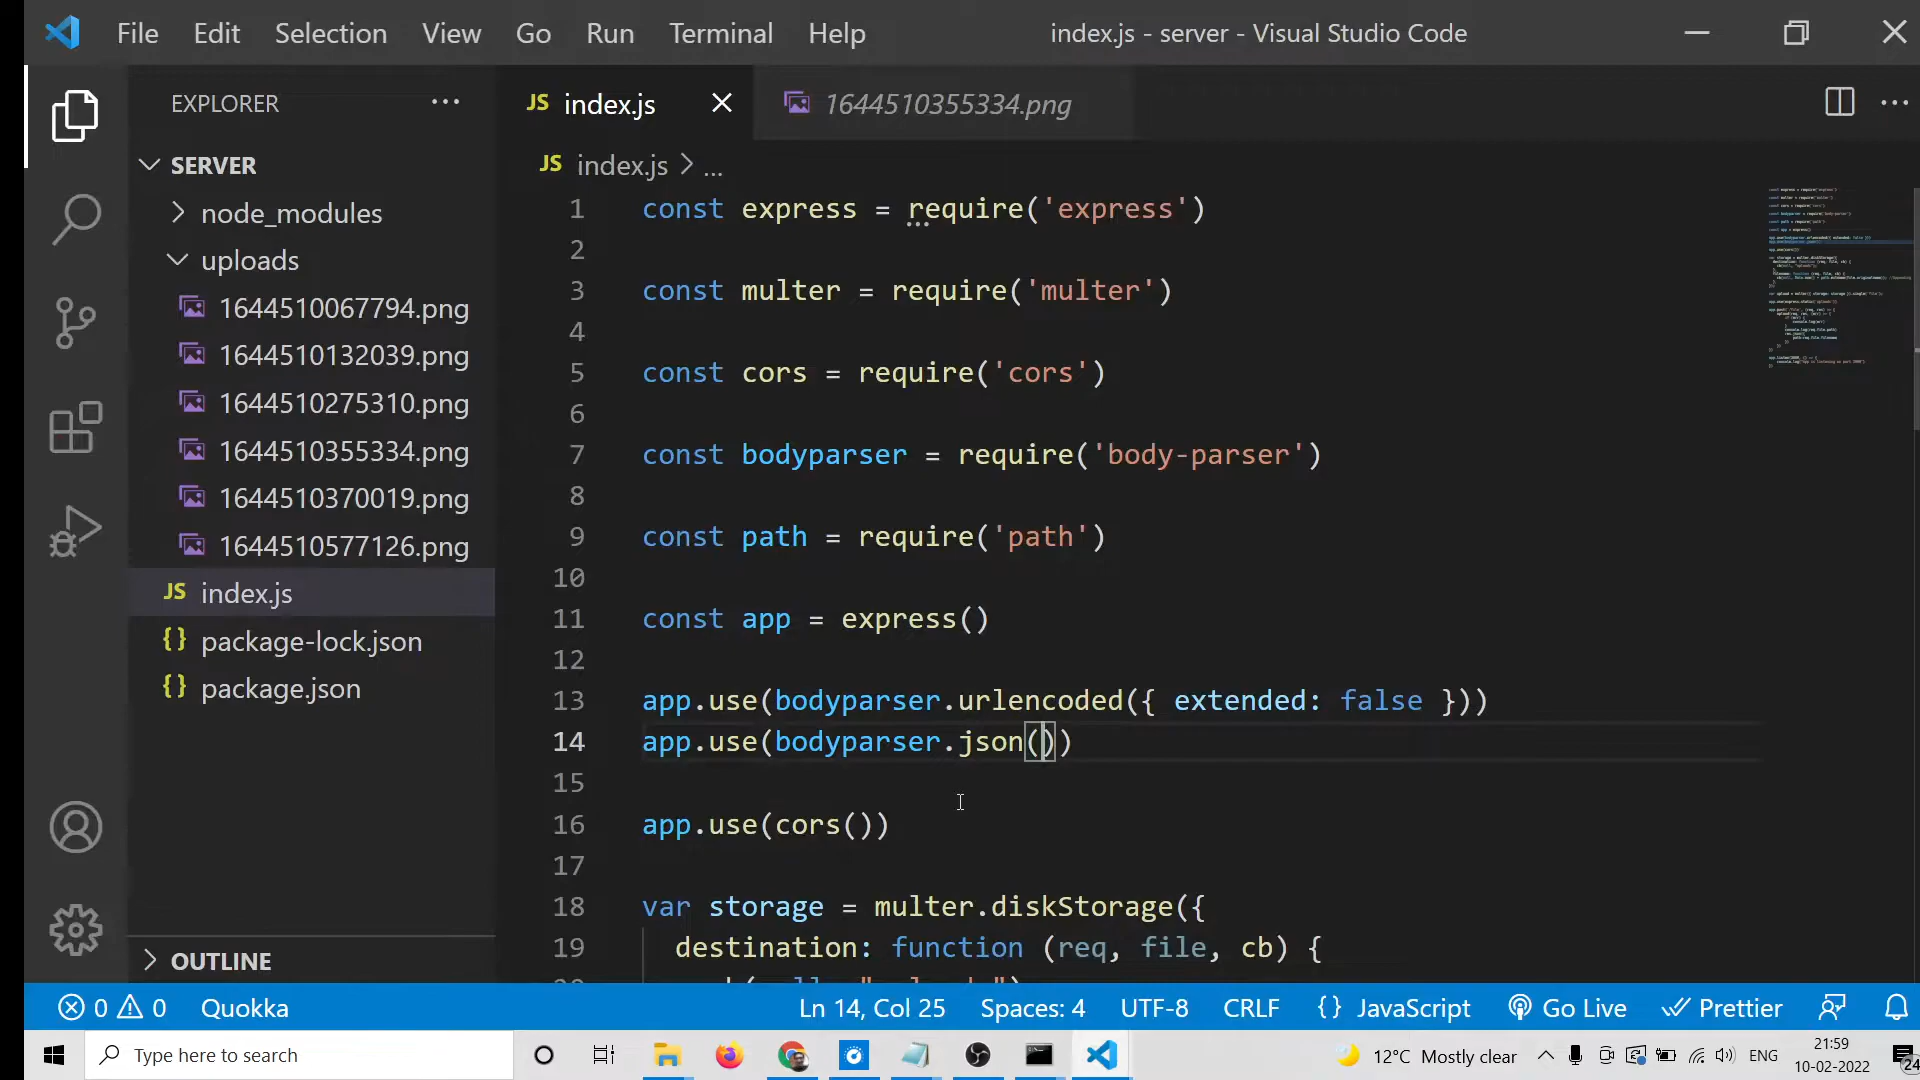 File Edit Selection View Go Run Terminal Help index.js - server - Visual Studio Code
EXPLORER
JS index.js
1644510355334.png
SERVER
JS index.js > ...
node_modules
uploads
1644510067794.png
1644510132039.png
1644510275310.png
1644510355334.png
1644510370019.png
1644510577126.png
JS index.js
{} package-lock.json
{} package.json
OUTLINE
1 const express = require('express')
2
3 const multer = require('multer')
4
5 const cors = require('cors')
6
7 const bodyparser = require('body-parser')
8
9 const path = require('path')
10
11 const app = express()
12
13 app.use(bodyparser.urlencoded({ extended: false }))
14 app.use(bodyparser.json())
15
16 app.use(cors())
17
18 var storage = multer.diskStorage({
19 destination: function (req, file, cb) {
0 0 Quokka Ln 14, Col 25 Spaces: 4 UTF-8 CRLF {} JavaScript Go Live Prettier
Type here to search
12°C Mostly clear
ENG
21:59
10-02-2022
24